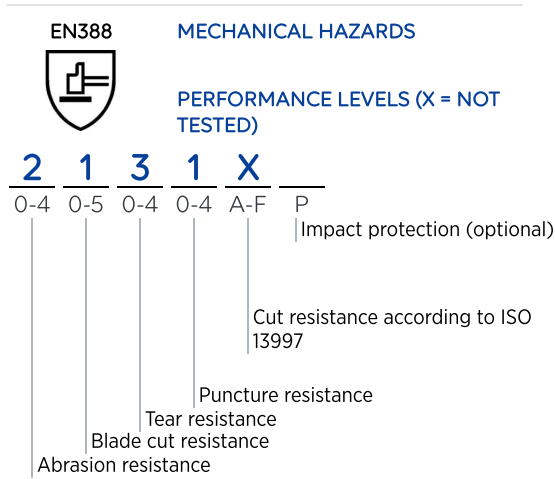 EN388
MECHANICAL HAZARDS
PERFORMANCE LEVELS (X = NOT
TESTED)
2 1 3 1 X
0-4 0-5 0-4 0-4 A-F P
Impact protection (optional)
Cut resistance according to ISO
13997
Puncture resistance
Tear resistance
Blade cut resistance
Abrasion resistance